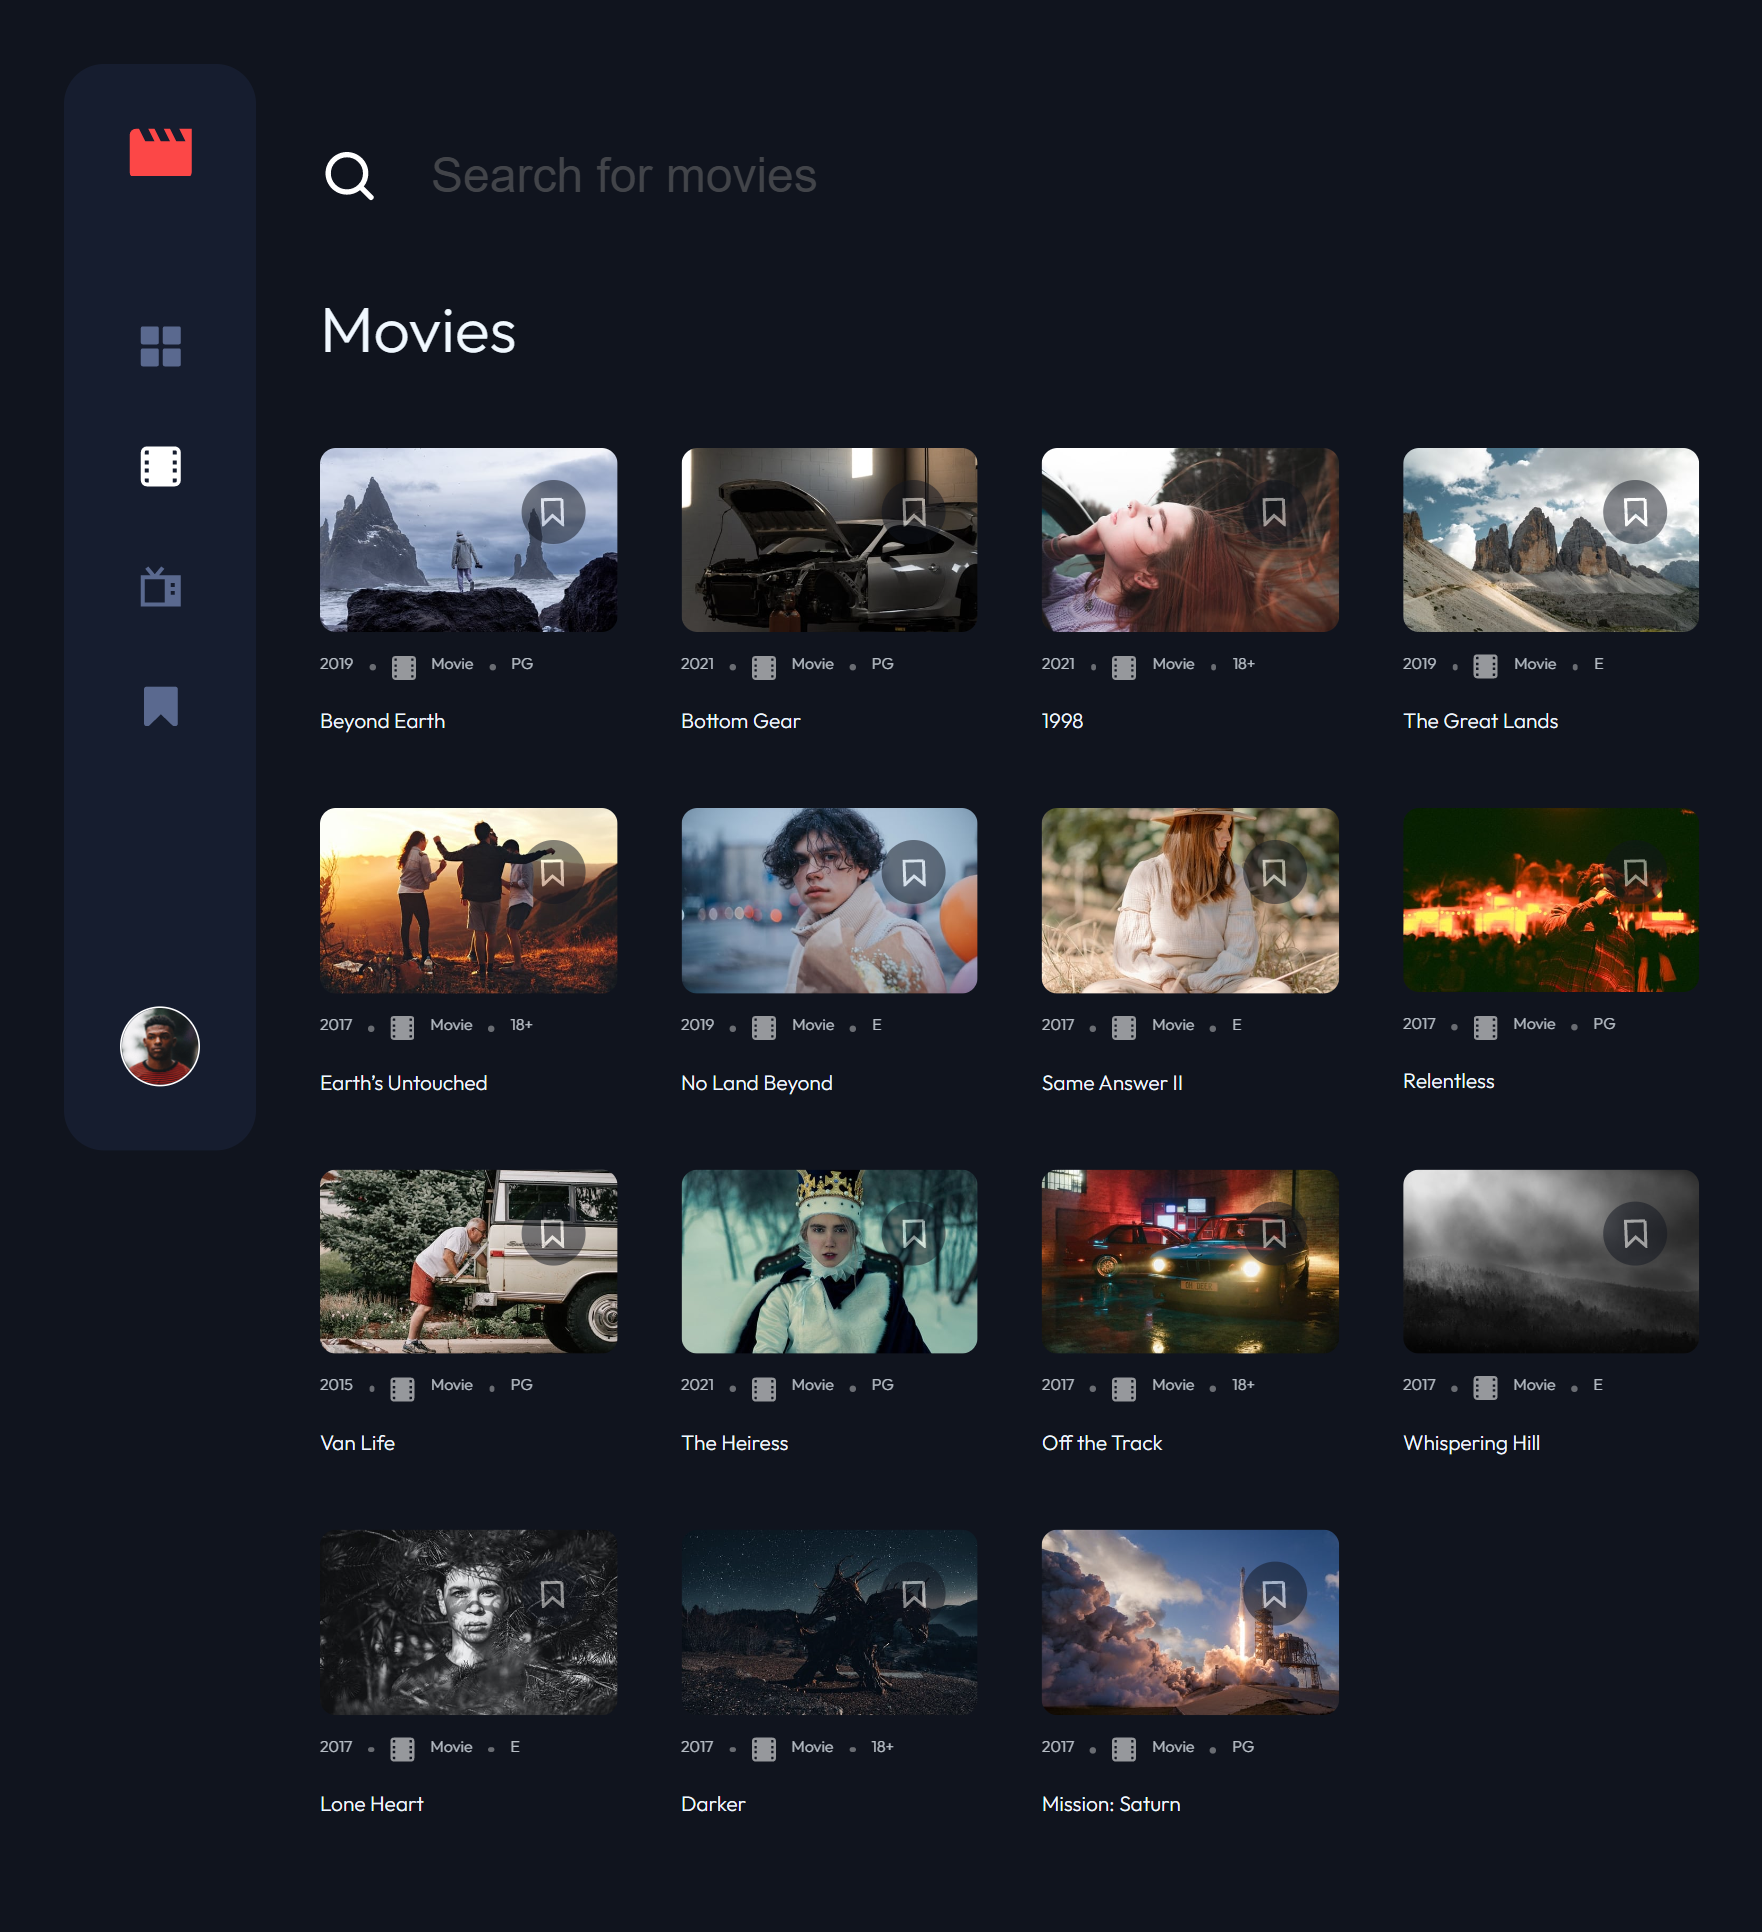 Search for movies
Movies
2019 • Movie • PG
Beyond Earth
2021 • Movie • PG
Bottom Gear
2021 • Movie • 18+
1998
2019 • Movie • E
The Great Lands
2017 • Movie • 18+
Earth’s Untouched
2019 • Movie • E
No Land Beyond
2017 • Movie • E
Same Answer II
2017 • Movie • PG
Relentless
2015 • Movie • PG
Van Life
2021 • Movie • PG
The Heiress
2017 • Movie • 18+
Off the Track
2017 • Movie • E
Whispering Hill
2017 • Movie • E
Lone Heart
2017 • Movie • 18+
Darker
2017 • Movie • PG
Mission: Saturn